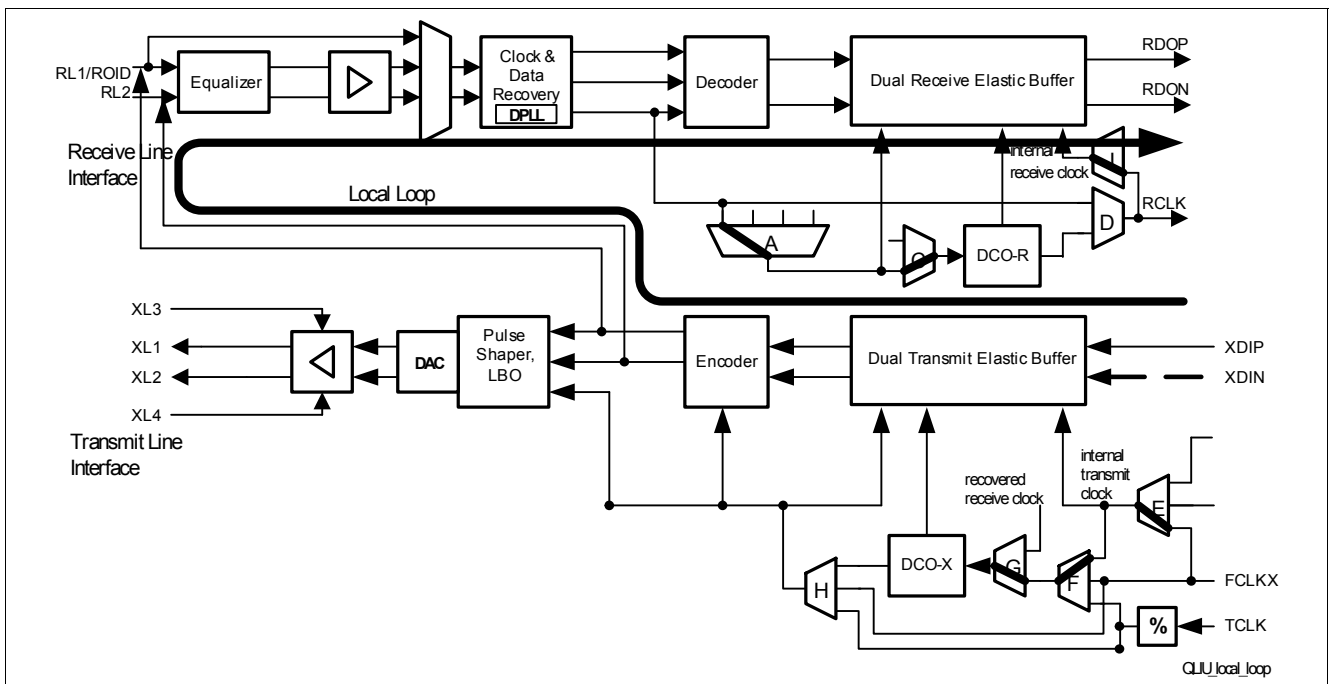 RL1/ROID
RL2
Equalizer
Clock &
Data
Recovery
DPLL
Decoder
Dual Receive Elastic Buffer
RDOP
RDON
Receive Line
Interface
Local Loop
internal
receive clock
I
A
C
DCO-R
D
RCLK
XL3
XL1
XL2
XL4
Transmit Line
Interface
DAC
Pulse
Shaper,
LBO
Encoder
Dual Transmit Elastic Buffer
XDIP
XDIN
recovered
receive clock
internal
transmit
clock
E
H
DCO-X
G
F
FCLKX
%
TCLK
QLIU_local_loop